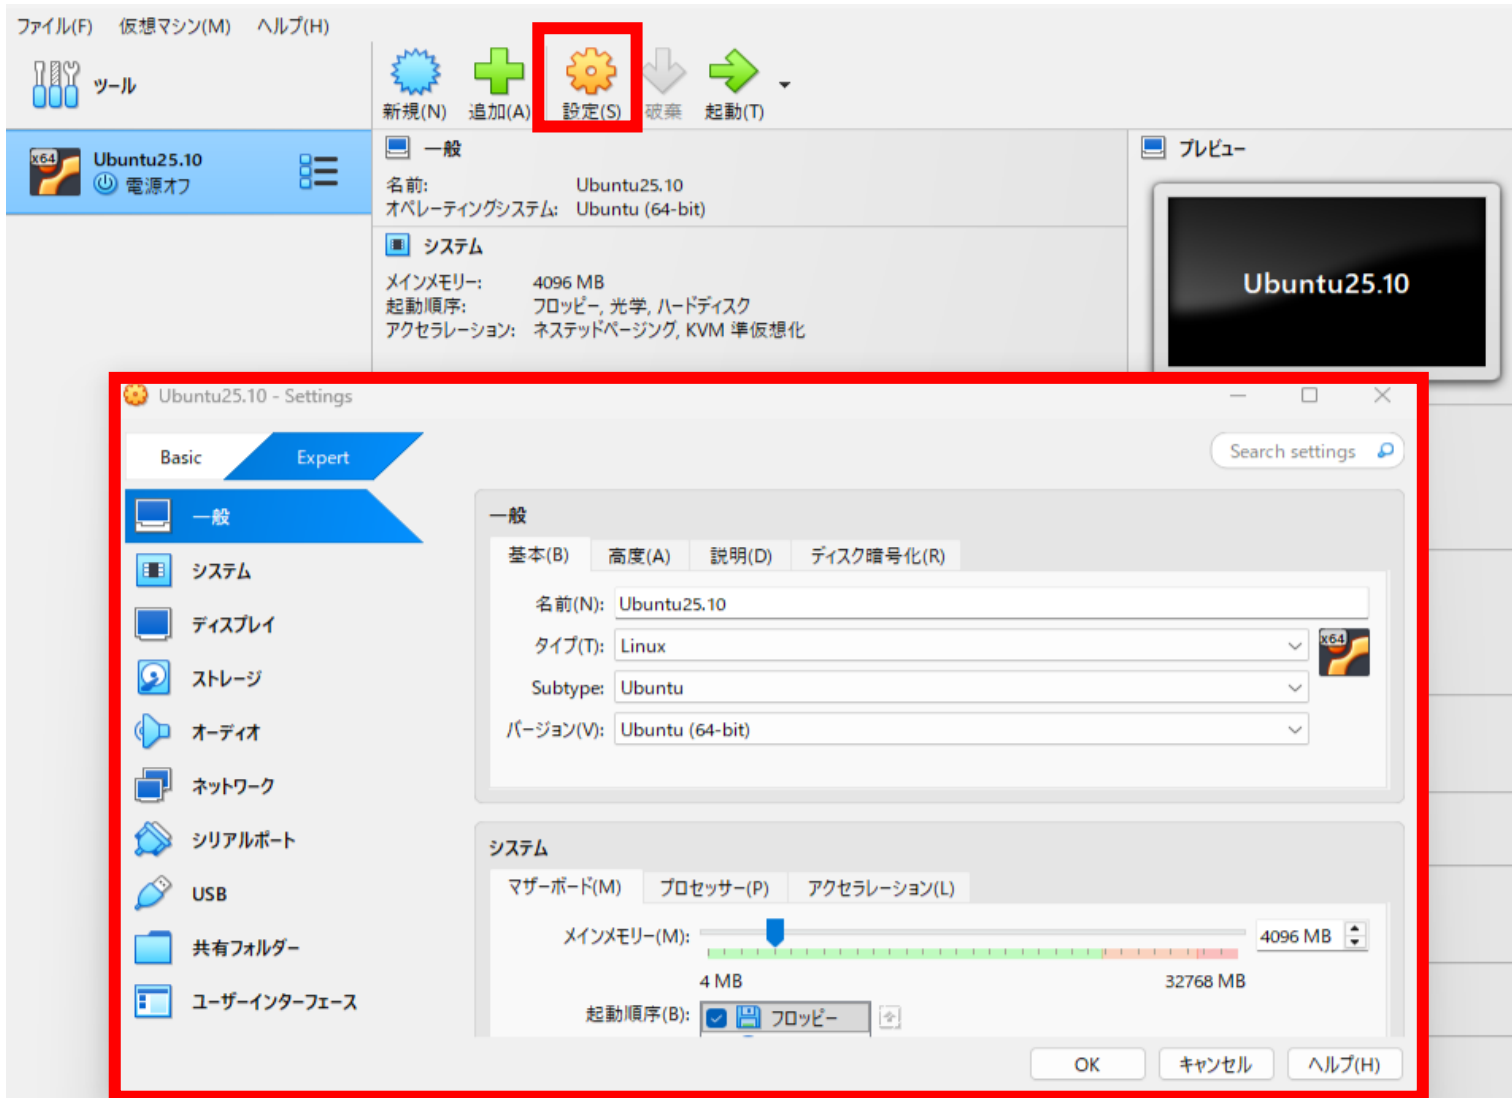 ファイル(F) 仮想マシン(M) ヘルプ(H)
ツール
新規(N) 追加(A) 設定(S) 破棄 起動(T)
x64
Ubuntu25.10
電源オフ
一般
名前: Ubuntu25.10
オペレーティングシステム: Ubuntu (64-bit)
システム
メインメモリー: 4096 MB
起動順序: フロッピー, 光学, ハードディスク
アクセラレーション: ネステッドページング, KVM 準仮想化
プレビュー
Ubuntu25.10
Ubuntu25.10 - Settings
Basic Expert
Search settings
一般
システム
ディスプレイ
ストレージ
オーディオ
ネットワーク
シリアルポート
USB
共有フォルダー
ユーザーインターフェース
一般
基本(B) 高度(A) 説明(D) ディスク暗号化(R)
名前(N): Ubuntu25.10
タイプ(T): Linux
x64
Subtype: Ubuntu
バージョン(V): Ubuntu (64-bit)
システム
マザーボード(M) プロセッサー(P) アクセラレーション(L)
メインメモリー(M): 4096 MB
4 MB 32768 MB
起動順序(B): フロッピー
OK キャンセル ヘルプ(H)